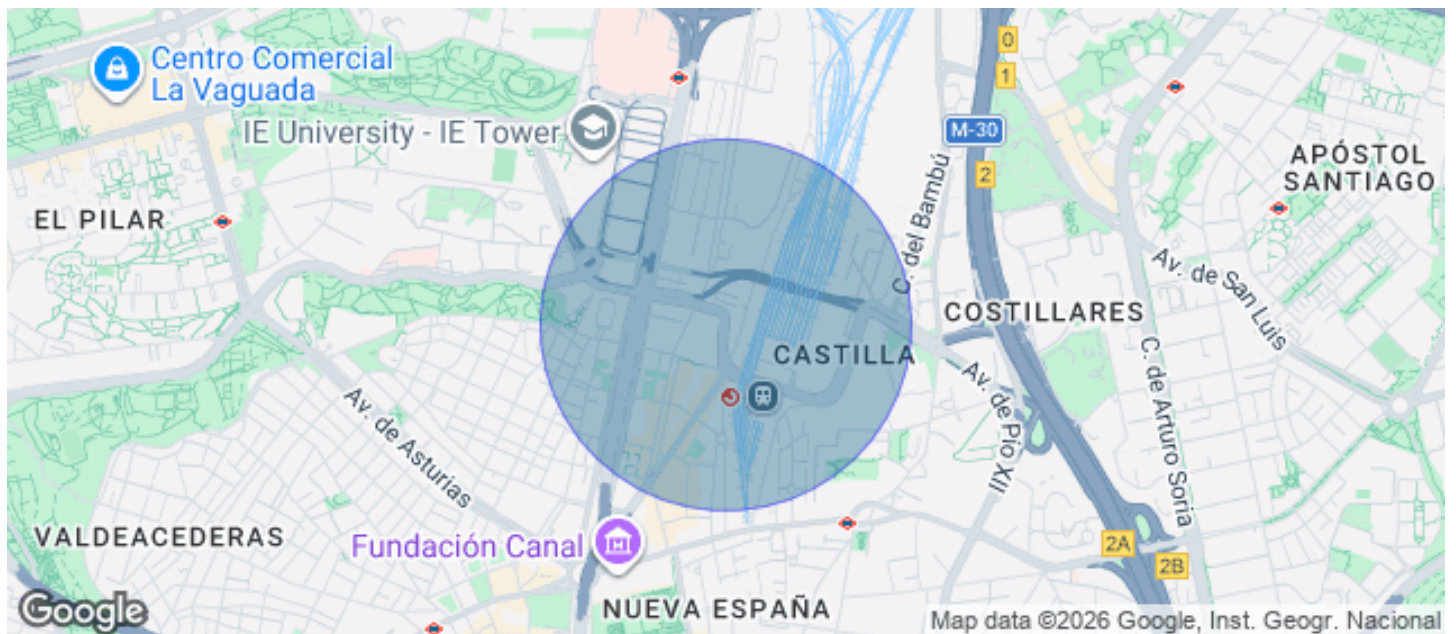 Centro Comercial
La Vaguada
IE University - IE Tower
0
1
M-30
2
APÓSTOL
SANTIAGO
EL PILAR
C. del Bambú
Av. de San Luis
COSTILLARES
CASTILLA
C. de Arturo Soria
Av. de Pío XII
Av. de Asturias
VALDEACEDERAS
Fundación Canal
2A
2B
NUEVA ESPAÑA
Google
Map data ©2026 Google, Inst. Geogr. Nacional